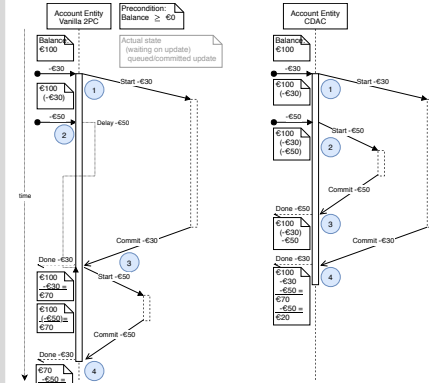 Account Entity
Vanilla 2PC
Precondition:
Balance ≥ €0
Account Entity
CDAC
Balance
€100
Actual state
(waiting on update)
queued/committed update
Balance
€100
-€30
1
Start -€30
€100
(-€30)
-€50
Delay -€50
2
time
Commit -€30
3
Done -€30
Start -€50
€100
-€30 =
€70
€100
(-€50)=
€70
Commit -€50
Done -€30
4
€70
-€50 =
-€30
1
Start -€30
€100
(-€30)
-€50
Start -€50
2
€100
(-€30)
(-€50)
Commit -€50
Done -€50
3
€100
(-€30)
-€50
Commit -€30
Done -€30
4
€100
-€30
-€50 =
€70
-€50 =
€20